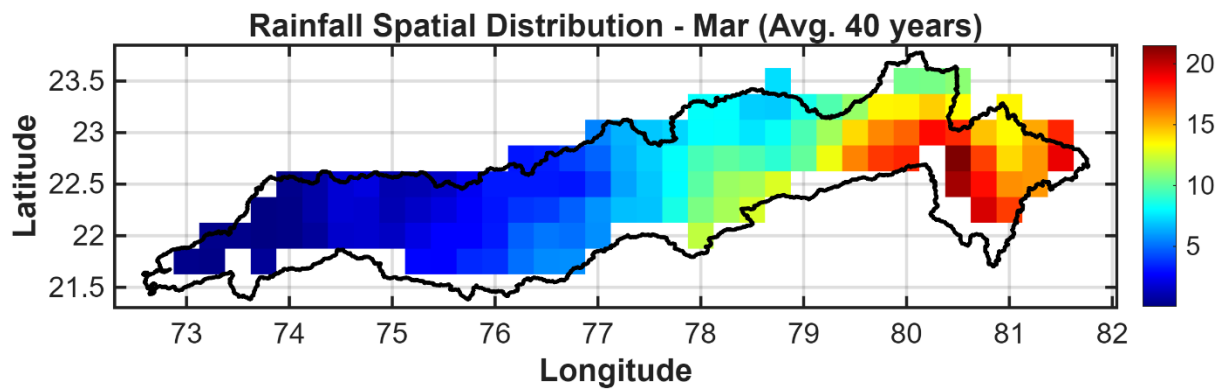 Rainfall Spatial Distribution - Mar (Avg. 40 years)
23.5
23
22.5
22
21.5
Latitude
73 74 75 76 77 78 79 80 81 82
Longitude
20
15
10
5